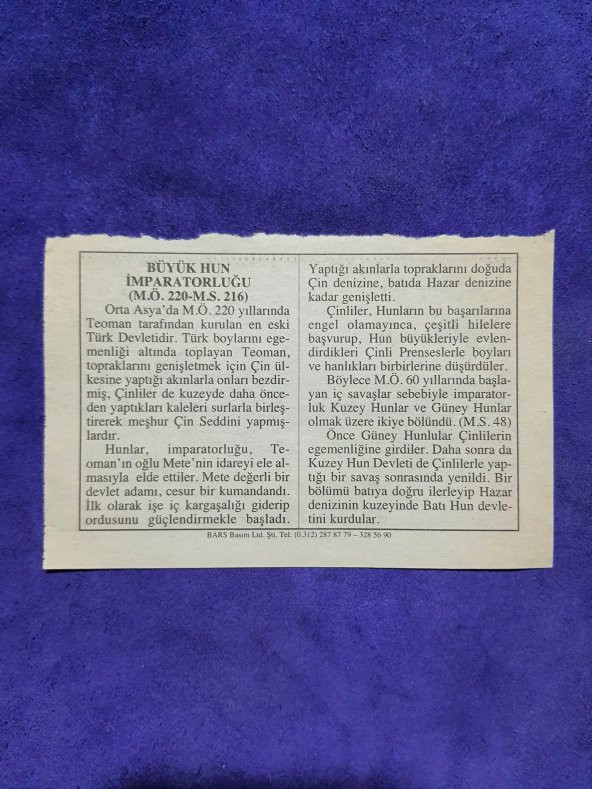 BÜYÜK HUN
İMPARATORLUĞU
(M.Ö. 220-M.S. 216)
Orta Asya'da M.Ö. 220 yıllarında
Teoman tarafından kurulan en eski
Türk Devletidir. Türk boylarını ege-
menliği altında toplayan Teoman,
topraklarını genişletmek için Çin ül-
kesine yaptığı akınlarla onları bezdir-
miş, Çinliler de kuzeyde daha önce-
den yaptıkları kaleleri surlarla birleş-
tirerek meşhur Çin Seddini yapmış-
lardır.
Hunlar, imparatorluğu, Te-
oman'ın oğlu Mete'nin idareyi ele al-
masıyla elde ettiler. Mete değerli bir
devlet adamı, cesur bir kumandandı.
İlk olarak işe iç kargaşalığı giderip
ordusunu güçlendirmekle başladı.
Yaptığı akınlarla topraklarını doğuda
Çin denizine, batıda Hazar denizine
kadar genişletti.
Çinliler, Hunların bu başarılarına
engel olamayınca, çeşitli hilelere
başvurup, Hun büyükleriyle evlen-
dirdikleri Çinli Prenseslerle boyları
ve hanlıkları birbirlerine düşürdüler.
Böylece M.Ö. 60 yıllarında başla-
yan iç savaşlar sebebiyle imparator-
luk Kuzey Hunlar ve Güney Hunlar
olmak üzere ikiye bölündü. (M.S. 48)
Önce Güney Hunlular Çinlilerin
egemenliğine girdiler. Daha sonra da
Kuzey Hun Devleti de Çinlilerle yap-
tığı bir savaş sonrasında yenildi. Bir
bölümü batıya doğru ilerleyip Hazar
denizinin kuzeyinde Batı Hun devle-
tini kurdular.
BARS Basım Ltd. Şti. Tel: (0.312) 287 87 79 – 328 56 90